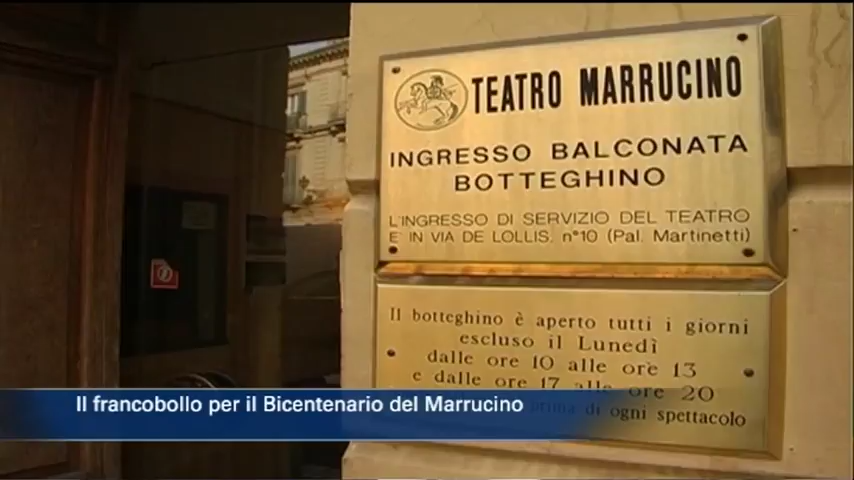 TEATRO MARRUCINO
INGRESSO BALCONATA
BOTTEGHINO
L'INGRESSO DI SERVIZIO DEL TEATRO
E' IN VIA DE LOLLIS, n°10 (Pal. Martinetti)
Il botteghino è aperto tutti i giorni
escluso il Lunedì
dalle ore 10 alle ore 13
e dalle ore 17 alle ore 20
prima di ogni spettacolo
Il francobollo per il Bicentenario del Marrucino